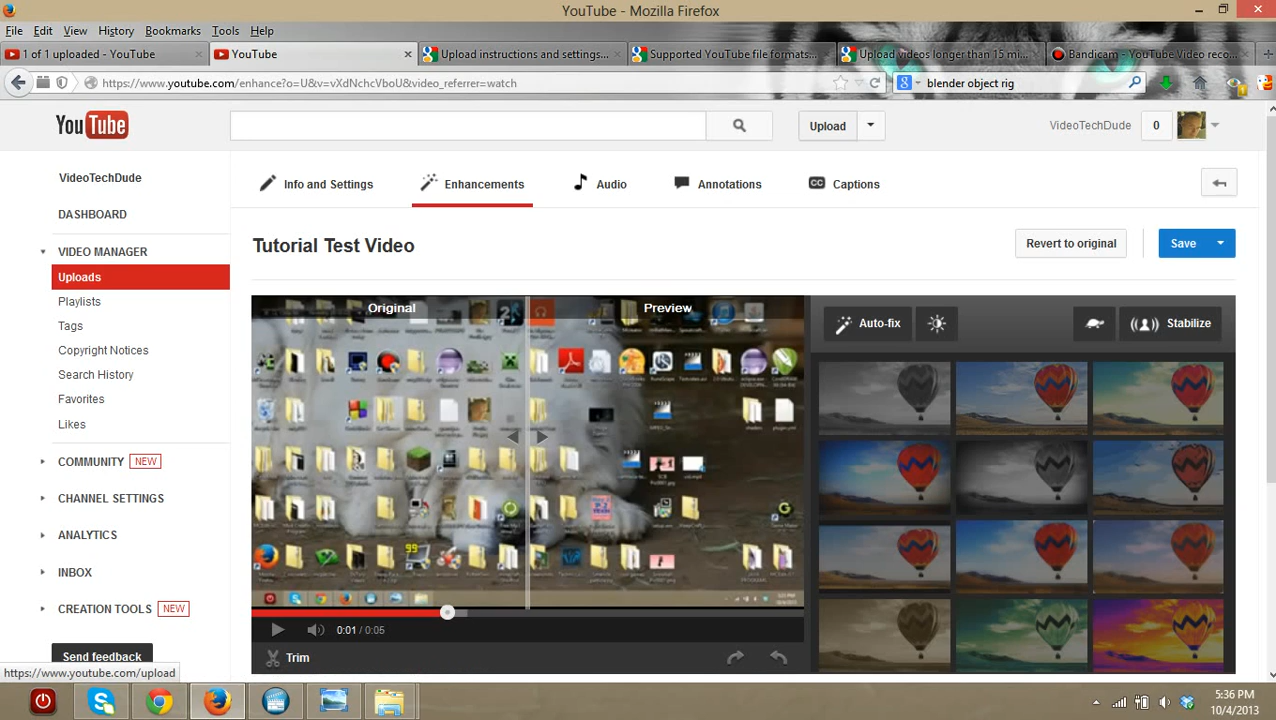 YouTube - Mozilla Firefox
File Edit View History Bookmarks Tools Help
1 of 1 uploaded - YouTube
YouTube
Upload instructions and settings...
Supported YouTube file formats...
Upload videos longer than 15 mi...
Bandicam - YouTube Video reco...
https://www.youtube.com/enhance?o=U&v=vXdNchcVboU&video_referrer=watch
blender object rig
YouTube
Upload
VideoTechDude
0
VideoTechDude
DASHBOARD
VIDEO MANAGER
Uploads
Playlists
Tags
Copyright Notices
Search History
Favorites
Likes
COMMUNITY NEW
CHANNEL SETTINGS
ANALYTICS
INBOX
CREATION TOOLS NEW
Send feedback
https://www.youtube.com/upload
Info and Settings
Enhancements
Audio
CC Captions
Annotations
Tutorial Test Video
Revert to original
Save
Original
Preview
Auto-fix
Stabilize
0:01 / 0:05
Trim
5:36 PM
10/4/2013